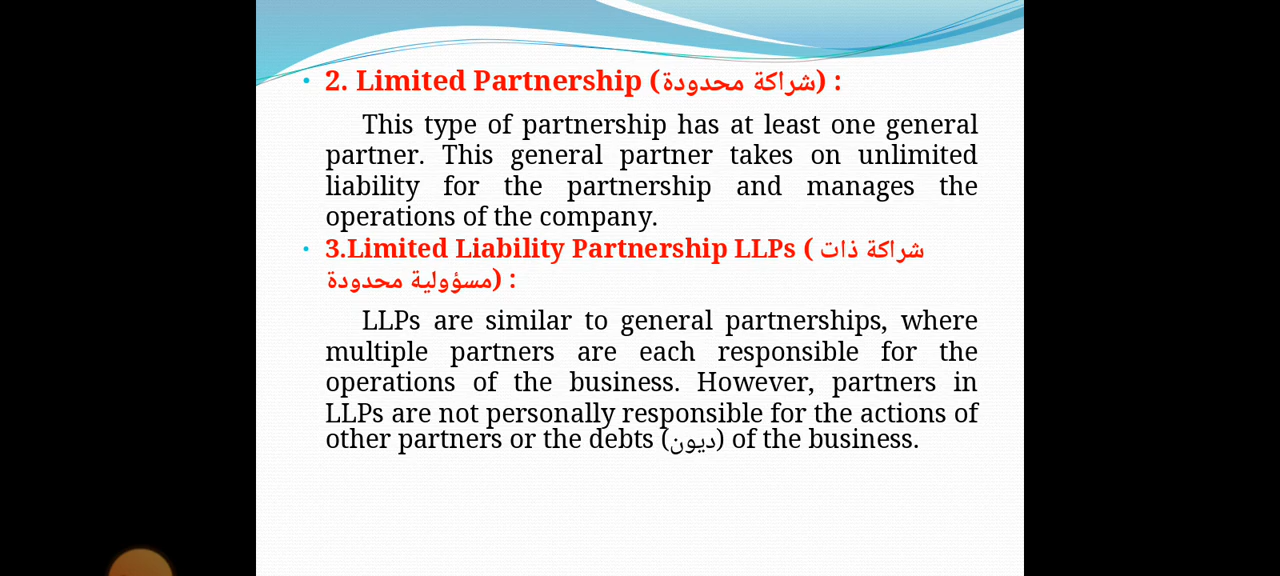 • 2. Limited Partnership (شراكة محدودة) :
This type of partnership has at least one general
partner. This general partner takes on unlimited
liability for the partnership and manages the
operations of the company.
• 3.Limited Liability Partnership LLPs ( شراكة ذات
مسؤولية محدودة) :
LLPs are similar to general partnerships, where
multiple partners are each responsible for the
operations of the business. However, partners in
LLPs are not personally responsible for the actions of
other partners or the debts (ديون) of the business.